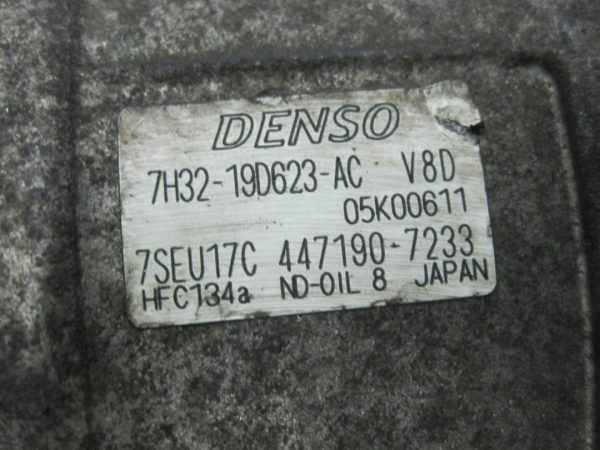 DENSO
7H32-19D623-AC V8D
05K00611
7SEU17C 447190-7233
HFC134a ND-OIL 8 JAPAN